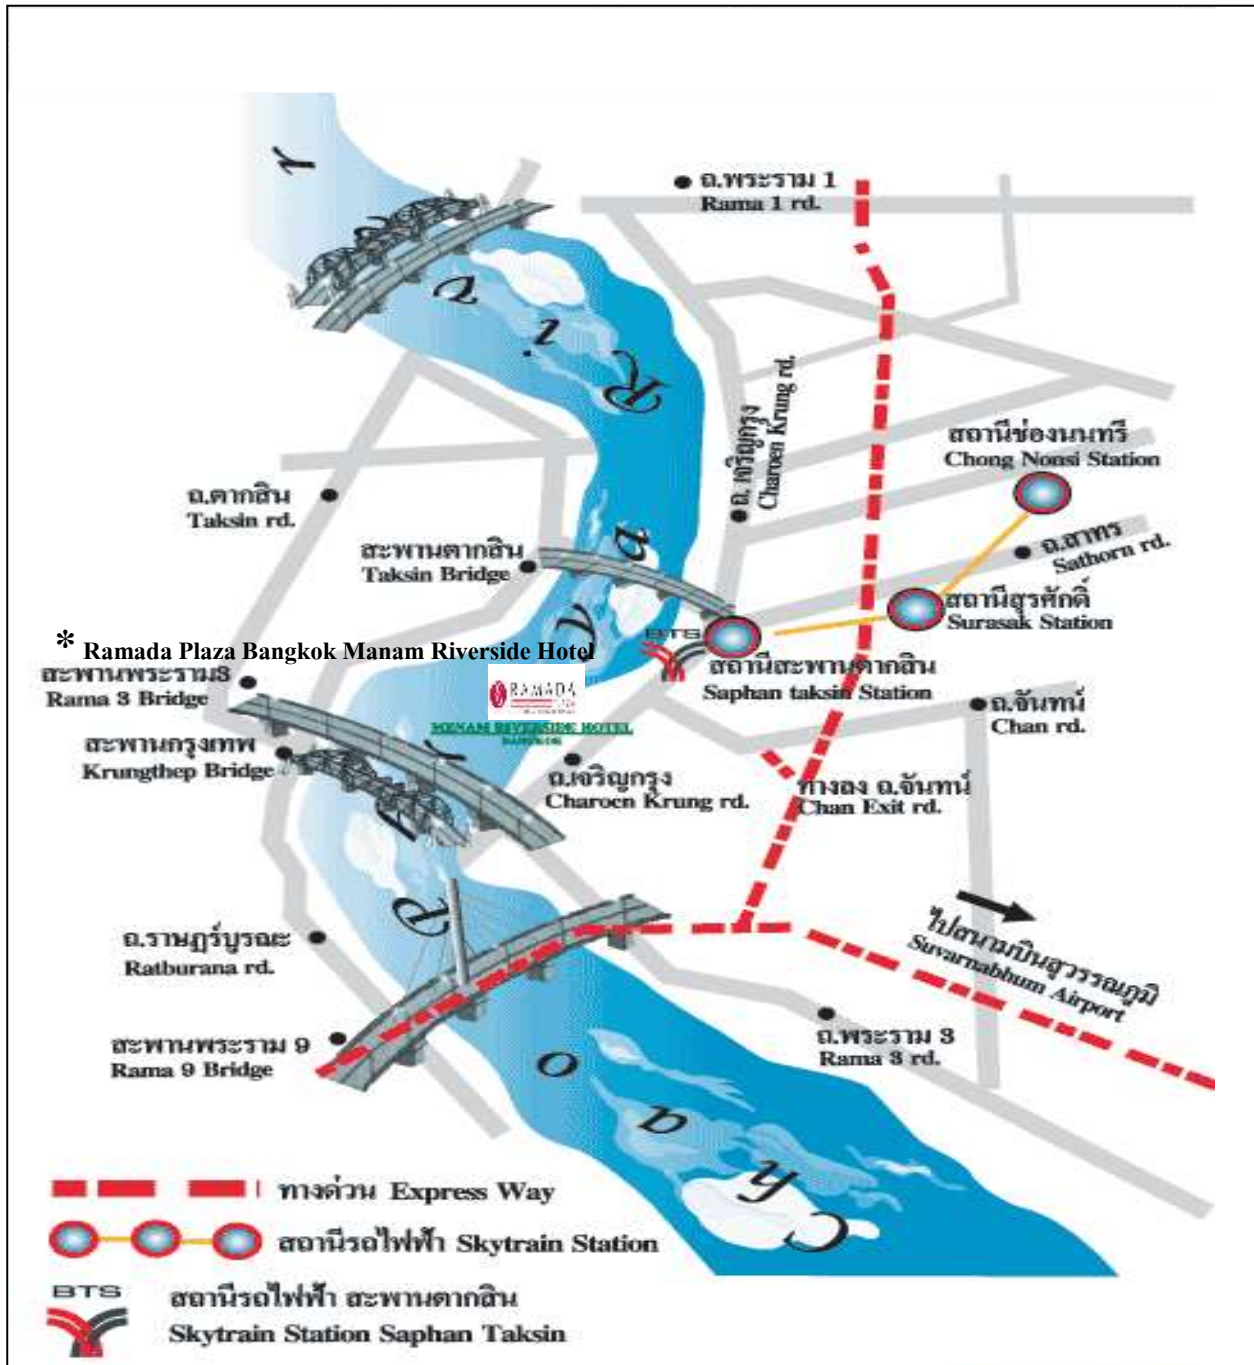 ถ.พระราม 1
Rama 1 rd.
ถ. เจริญกรุง
Charoen Krung rd.
สถานีช่องนนทรี
Chong Nonsi Station
ถ.ตากสิน
Taksin rd.
ถ.สาทร
Sathorn rd.
สะพานตากสิน
Taksin Bridge
สถานีสุรศักดิ์
Surasak Station
BTS
* Ramada Plaza Bangkok Manam Riverside Hotel
สถานีสะพานตากสิน
Saphan taksin Station
สะพานพระราม3
Rama 3 Bridge
RAMADA
MENAM RIVERSIDE HOTEL
BANGKOK
ถ.จันทน์
Chan rd.
สะพานกรุงเทพ
Krungthep Bridge
ถ.เจริญกรุง
Charoen Krung rd.
ทางลง ถ.จันทน์
Chan Exit rd.
ถ.ราษฎร์บูรณะ
Ratburana rd.
ไปสนามบินสุวรรณภูมิ
Suvarnabhum Airport
สะพานพระราม 9
Rama 9 Bridge
ถ.พระราม 3
Rama 3 rd.
Chao Phaya River
ทางด่วน Express Way
สถานีรถไฟฟ้า Skytrain Station
BTS
สถานีรถไฟฟ้า สะพานตากสิน
Skytrain Station Saphan Taksin